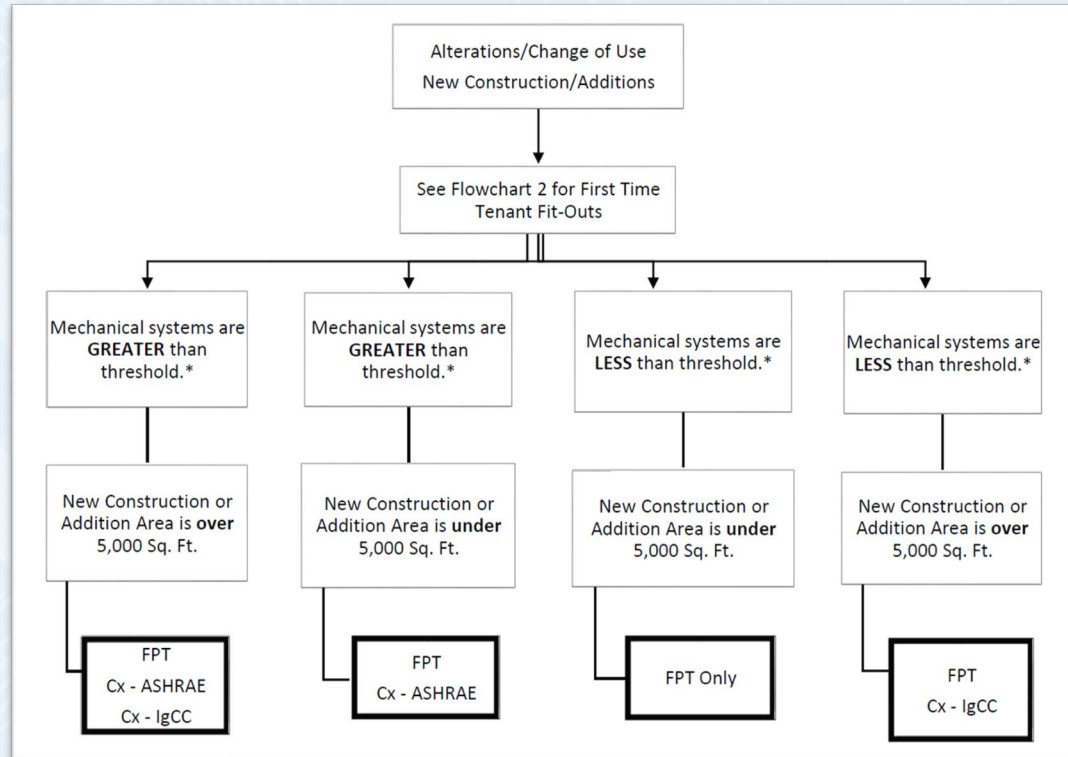 Alterations/Change of Use
New Construction/Additions
See Flowchart 2 for First Time
Tenant Fit-Outs
Mechanical systems are
GREATER than
threshold.*
Mechanical systems are
GREATER than
threshold.*
Mechanical systems are
LESS than threshold.*
Mechanical systems are
LESS than threshold.*
New Construction or
Addition Area is over
5,000 Sq. Ft.
New Construction or
Addition Area is under
5,000 Sq. Ft.
New Construction or
Addition Area is under
5,000 Sq. Ft.
New Construction or
Addition Area is over
5,000 Sq. Ft.
FPT
Cx - ASHRAE
Cx - IgCC
FPT
Cx - ASHRAE
FPT Only
FPT
Cx - IgCC